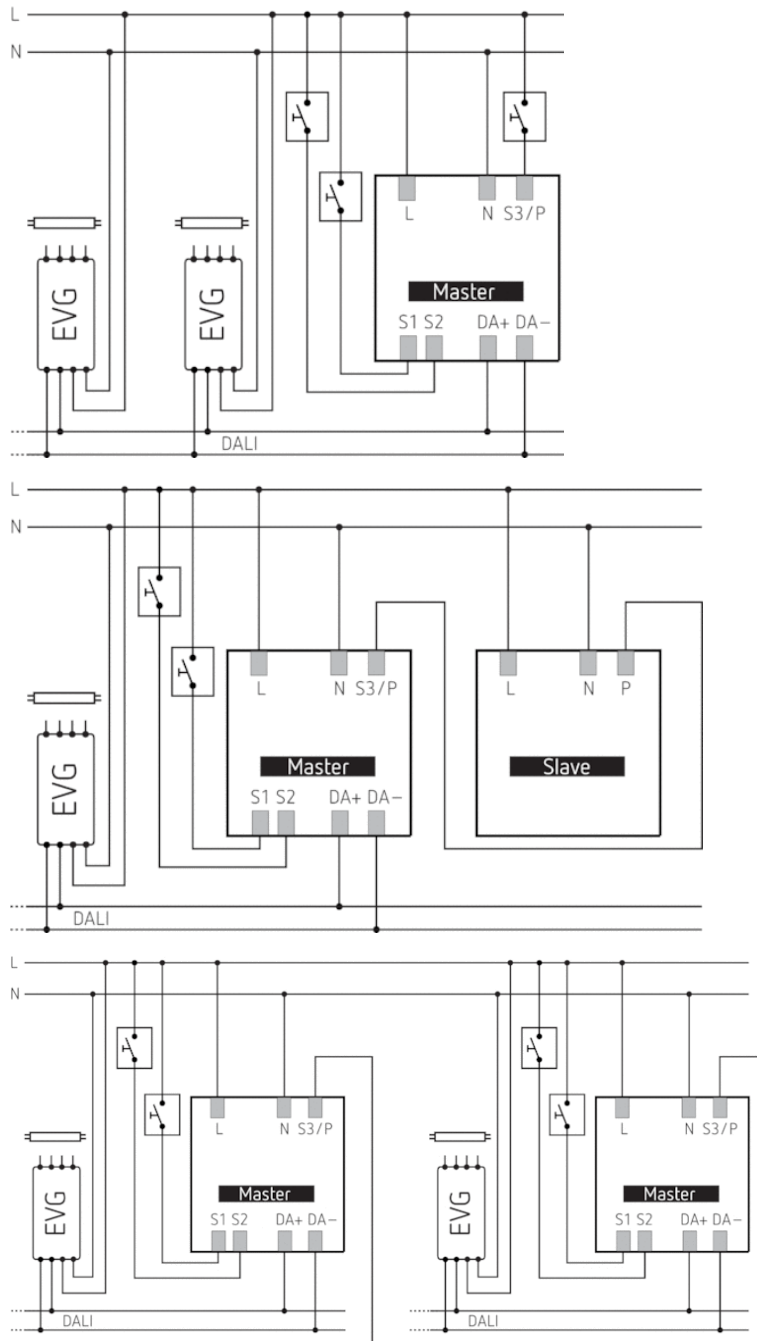 L
N
L
N S3/P
EVG
EVG
Master
S1 S2 DA+ DA−
DALI
L
N
L
N S3/P
L
N P
EVG
Master
Slave
S1 S2 DA+ DA−
DALI
L
N
L
N S3/P
L
N S3/P
EVG
Master
EVG
Master
S1 S2 DA+ DA−
S1 S2 DA+ DA−
DALI
DALI